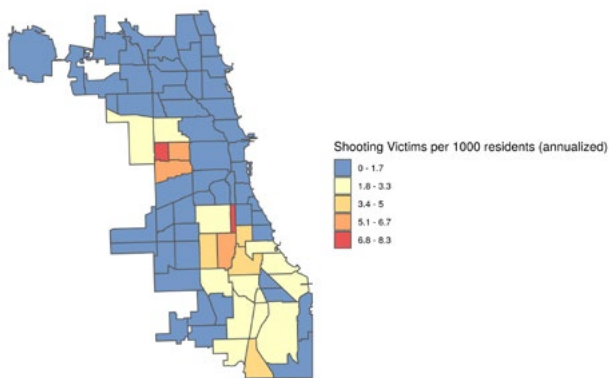 Shooting Victims per 1000 residents (annualized)
0 - 1.7
1.8 - 3.3
3.4 - 5
5.1 - 6.7
6.8 - 8.3